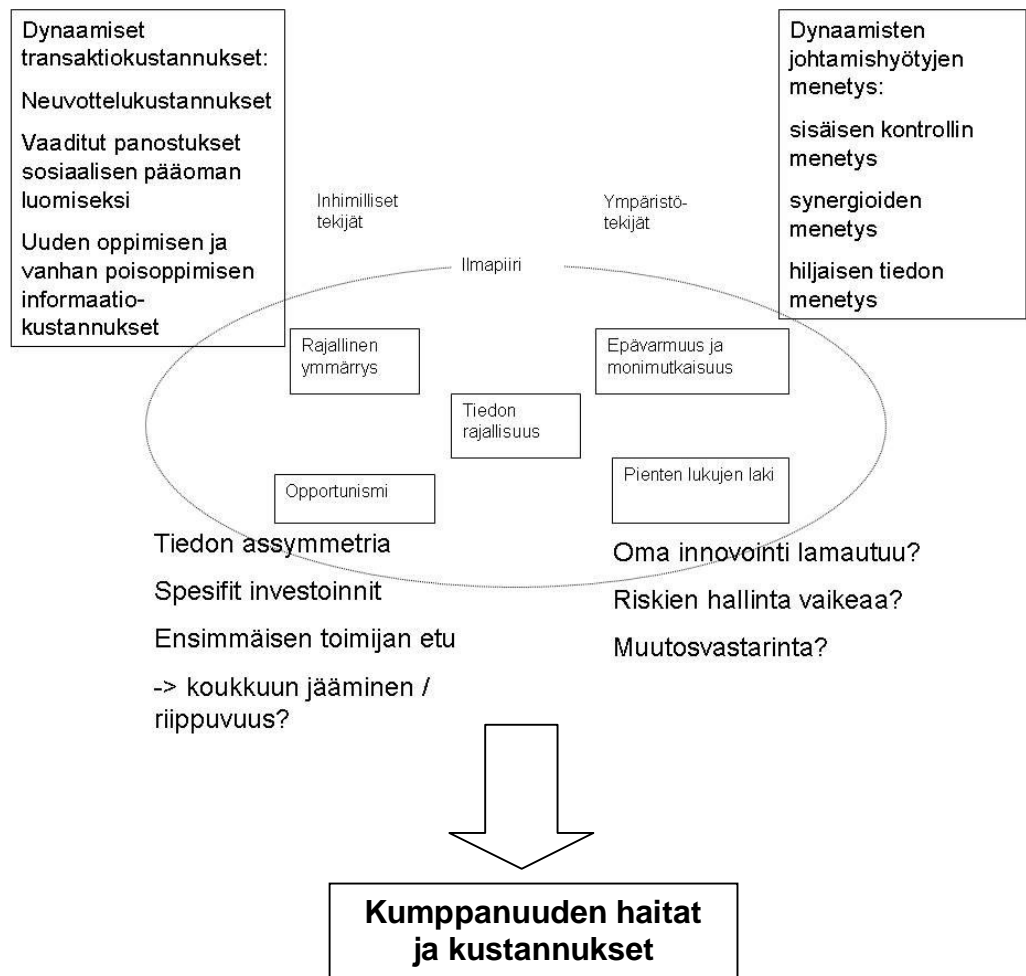 Dynaamiset
transaktiokustannukset:
Neuvottelukustannukset
Vaaditut panostukset
sosiaalisen pääoman
luomiseksi
Uuden oppimisen ja
vanhan poisoppimisen
informaatio-
kustannukset
Dynaamisten
johtamishyötyjen
menetys:
sisäisen kontrollin
menetys
synergioiden
menetys
hiljaisen tiedon
menetys
Inhimilliset
tekijät
Ympäristö-
tekijät
Ilmapiiri
Rajallinen
ymmärrys
Epävarmuus ja
monimutkaisuus
Tiedon
rajallisuus
Opportunismi
Pienten lukujen laki
Tiedon assymmetria
Spesifit investoinnit
Ensimmäisen toimijan etu
-> koukkuun jääminen /
riippuvuus?
Oma innovointi lamautuu?
Riskien hallinta vaikeaa?
Muutosvastarinta?
Kumppanuuden haitat
ja kustannukset